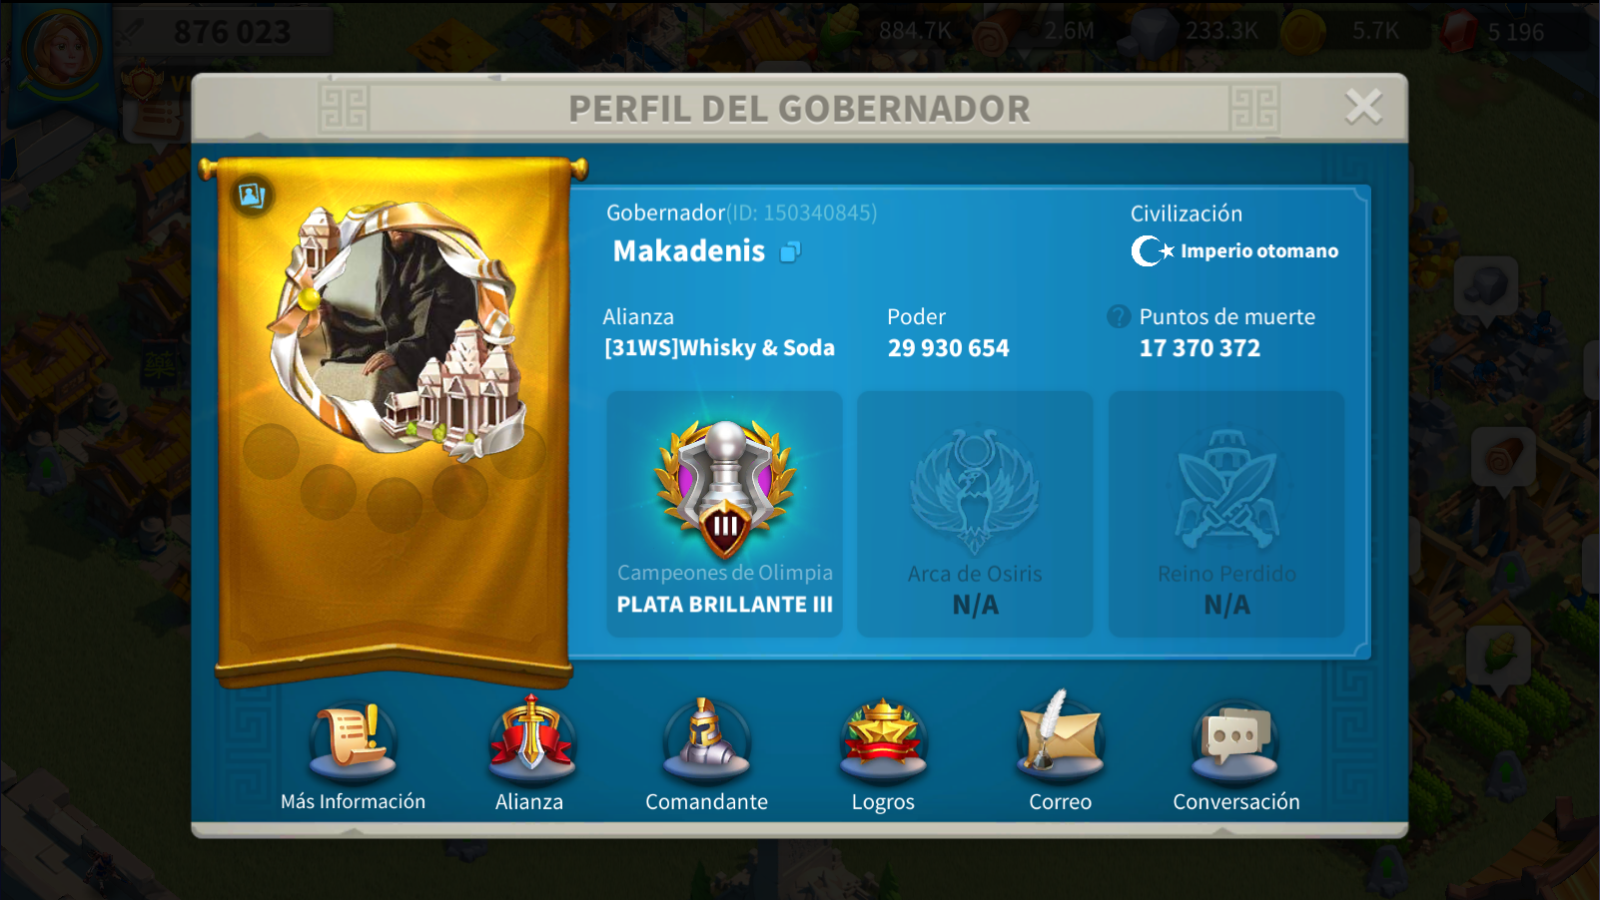 876 023
884.7K
2.6M
233.3K
5.7K
5 196
PERFIL DEL GOBERNADOR
Gobernador(ID: 150340845)
Makadenis
Civilización
Imperio otomano
Alianza
[31WS]Whisky & Soda
Poder
29 930 654
? Puntos de muerte
17 370 372
III
Campeones de Olimpia
PLATA BRILLANTE III
Arca de Osiris
N/A
Reino Perdido
N/A
Más Información
Alianza
Comandante
Logros
Correo
Conversación